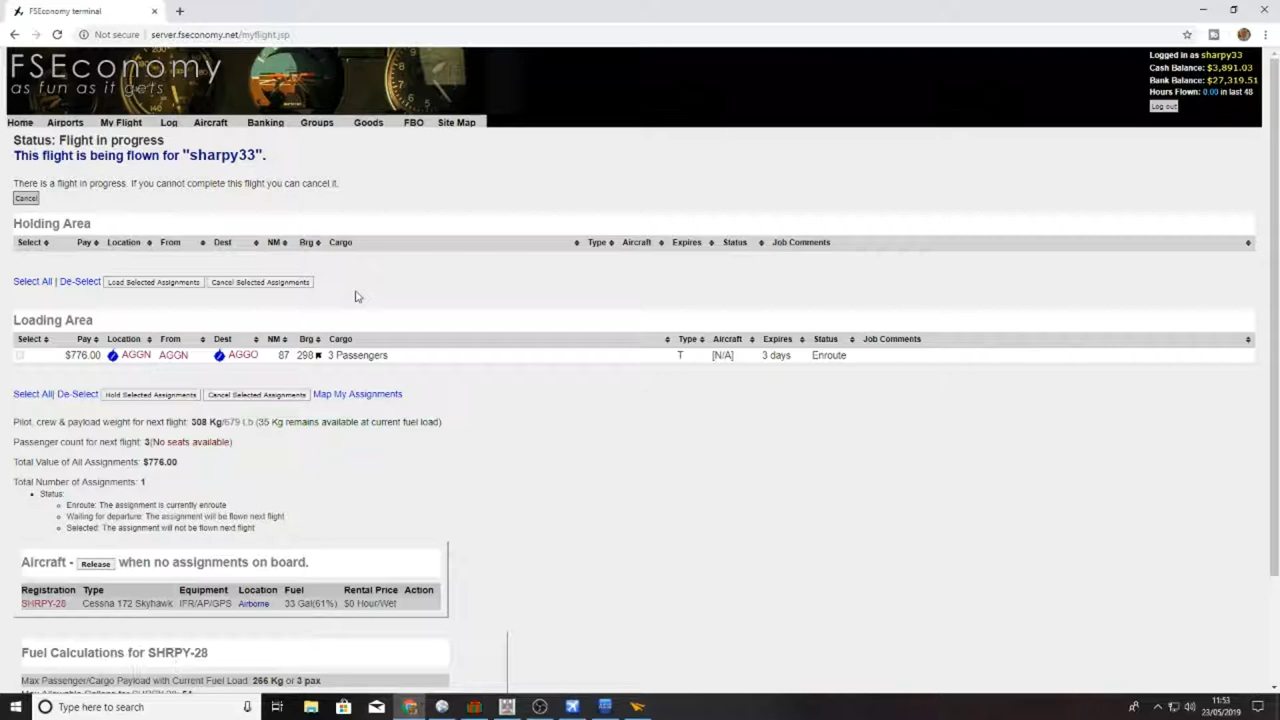 FSEconomy terminal
Not secure | server.fseconomy.net/myflight.jsp
FSEconomy
as fun as it gets
Logged in as sharpy33
Cash Balance: $3,891.03
Bank Balance: $27,319.51
Hours Flown: 0.00 in last 48
Log out
Home Airports My Flight Log Aircraft Banking Groups Goods FBO Site Map
Status: Flight in progress
This flight is being flown for "sharpy33".
There is a flight in progress. If you cannot complete this flight you can cancel it.
Cancel
Holding Area
Select Pay Location From Dest NM Brg Cargo Type Aircraft Expires Status Job Comments
Select All | De-Select Load Selected Assignments Cancel Selected Assignments
Loading Area
Select Pay Location From Dest NM Brg Cargo Type Aircraft Expires Status Job Comments
$776.00 AGGN AGGN AGGO 87 298 3 Passengers T [N/A] 3 days Enroute
Select All| De-Select Hold Selected Assignments Cancel Selected Assignments Map My Assignments
Pilot, crew & payload weight for next flight: 308 Kg/679 Lb (35 Kg remains available at current fuel load)
Passenger count for next flight: 3(No seats available)
Total Value of All Assignments: $776.00
Total Number of Assignments: 1
Status:
Enroute: The assignment is currently enroute
Waiting for departure: The assignment will be flown next flight
Selected: The assignment will not be flown next flight
Aircraft - Release when no assignments on board.
Registration Type Equipment Location Fuel Rental Price Action
SHRPY-28 Cessna 172 Skyhawk IFR/AP/GPS Airborne 33 Gal(61%) $0 Hour/Wet
Fuel Calculations for SHRPY-28
Max Passenger/Cargo Payload with Current Fuel Load: 266 Kg or 3 pax
Type here to search
11:53
23/05/2019